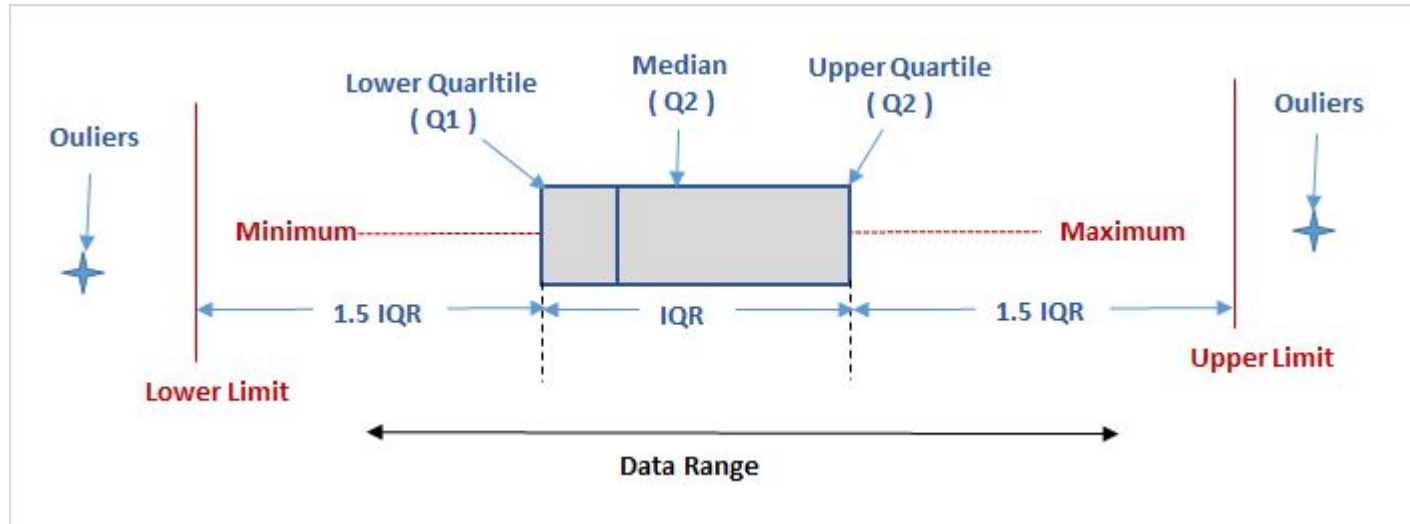 Median
( Q2 )
Upper Quartile
( Q2 )
Lower Quarltile
( Q1 )
Ouliers
Ouliers
Minimum
Maximum
1.5 IQR
IQR
1.5 IQR
Lower Limit
Upper Limit
Data Range